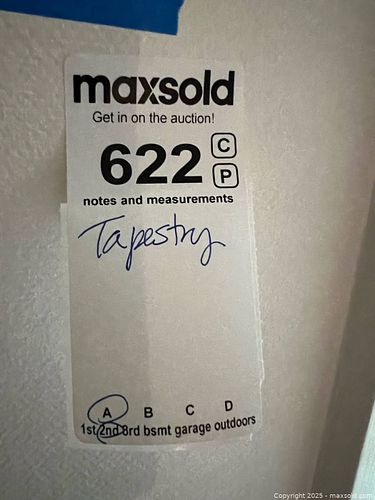 maxsold
Get in on the auction!
622 C
P
notes and measurements
Tapestry
A B C D
1st 2nd 3rd bsmt garage outdoors
Copyright 2025 - maxsold.com